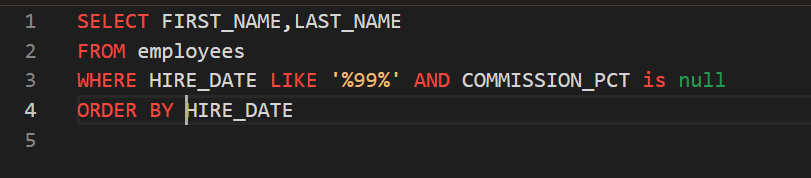 1 SELECT FIRST_NAME,LAST_NAME
2 FROM employees
3 WHERE HIRE_DATE LIKE '%99%' AND COMMISSION_PCT is null
4 ORDER BY HIRE_DATE
5